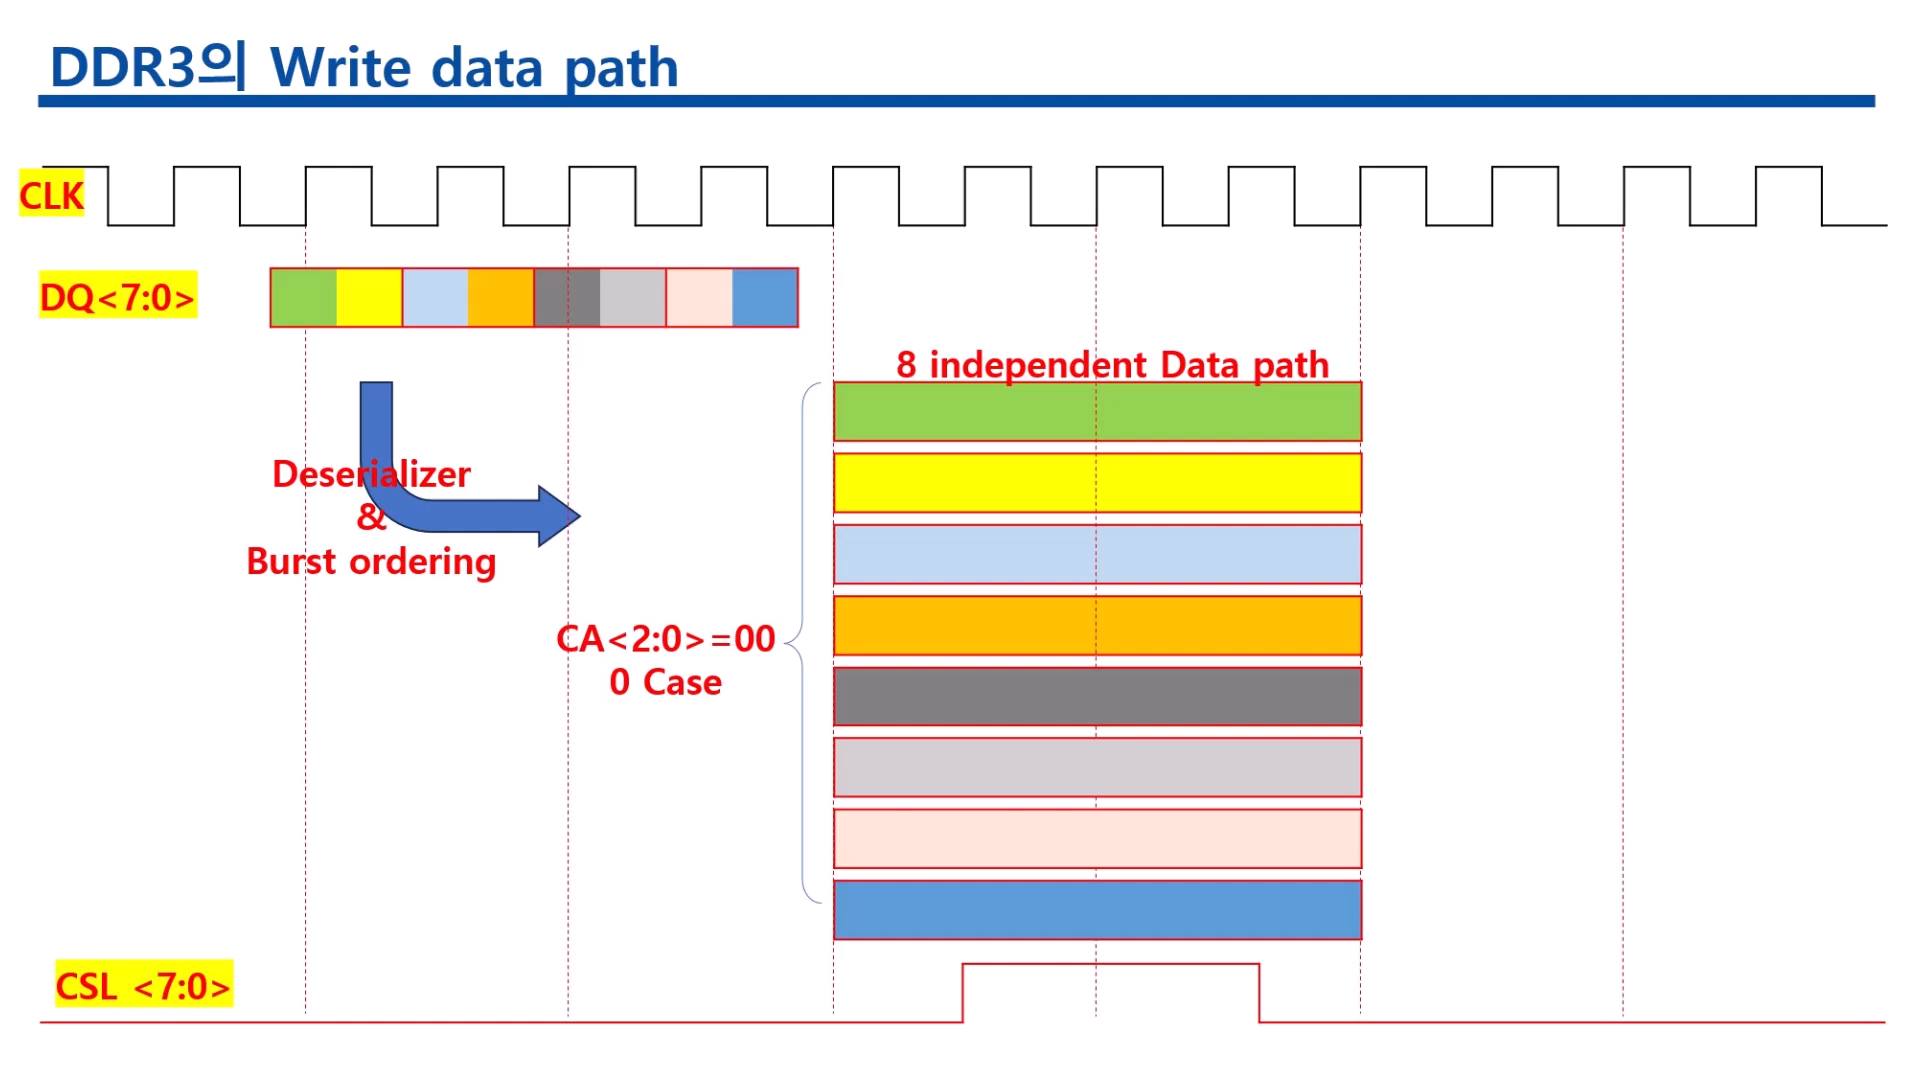 DDR3의 Write data path
CLK
DQ<7:0>
8 independent Data path
Deserializer
&
Burst ordering
CA<2:0>=00
0 Case
CSL <7:0>